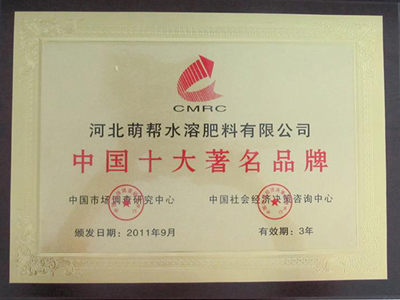 CMRC
河北萌帮水溶肥料有限公司
中国十大著名品牌
中国市场调查研究中心 中国社会经济决策咨询中心
颁发日期：2011年9月 有效期：3年